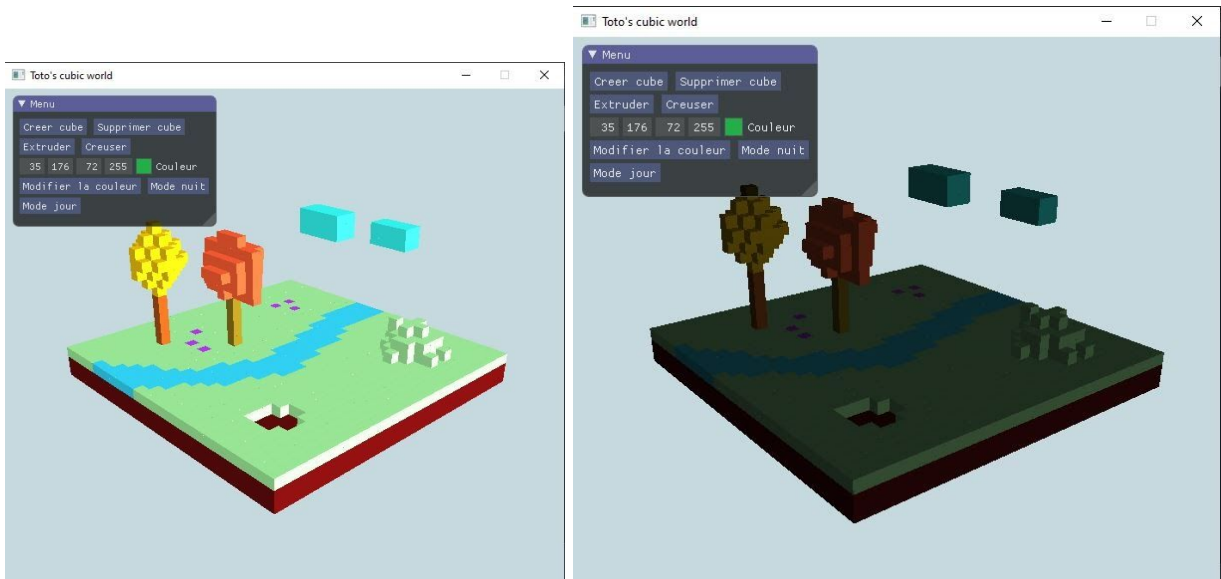 Toto's cubic world
▼ Menu
Creer cube Supprimer cube
Extruder Creuser
35 176 72 255 Couleur
Modifier la couleur Mode nuit
Mode jour
Toto's cubic world
▼ Menu
Creer cube Supprimer cube
Extruder Creuser
35 176 72 255 Couleur
Modifier la couleur Mode nuit
Mode jour